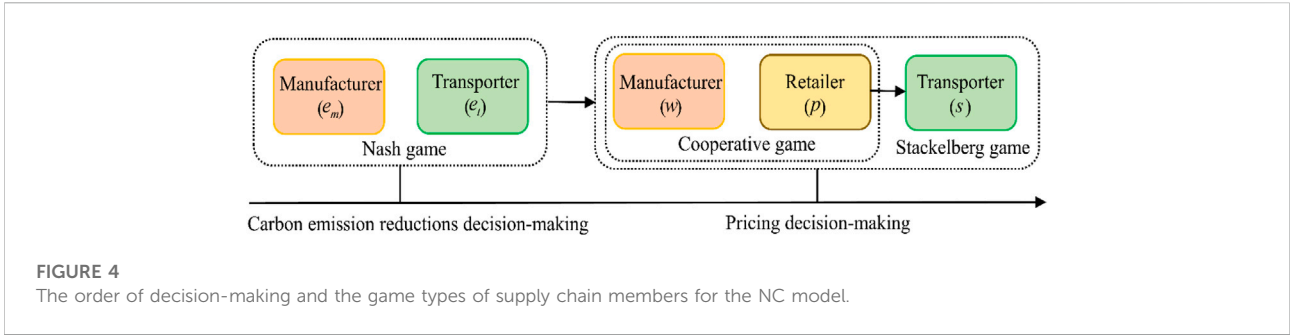 Manufacturer
(e_m)
Transporter
(e_l)
Nash game
Manufacturer
(w)
Retailer
(p)
Cooperative game
Transporter
(s)
Stackelberg game
Carbon emission reductions decision-making
Pricing decision-making
FIGURE 4
The order of decision-making and the game types of supply chain members for the NC model.